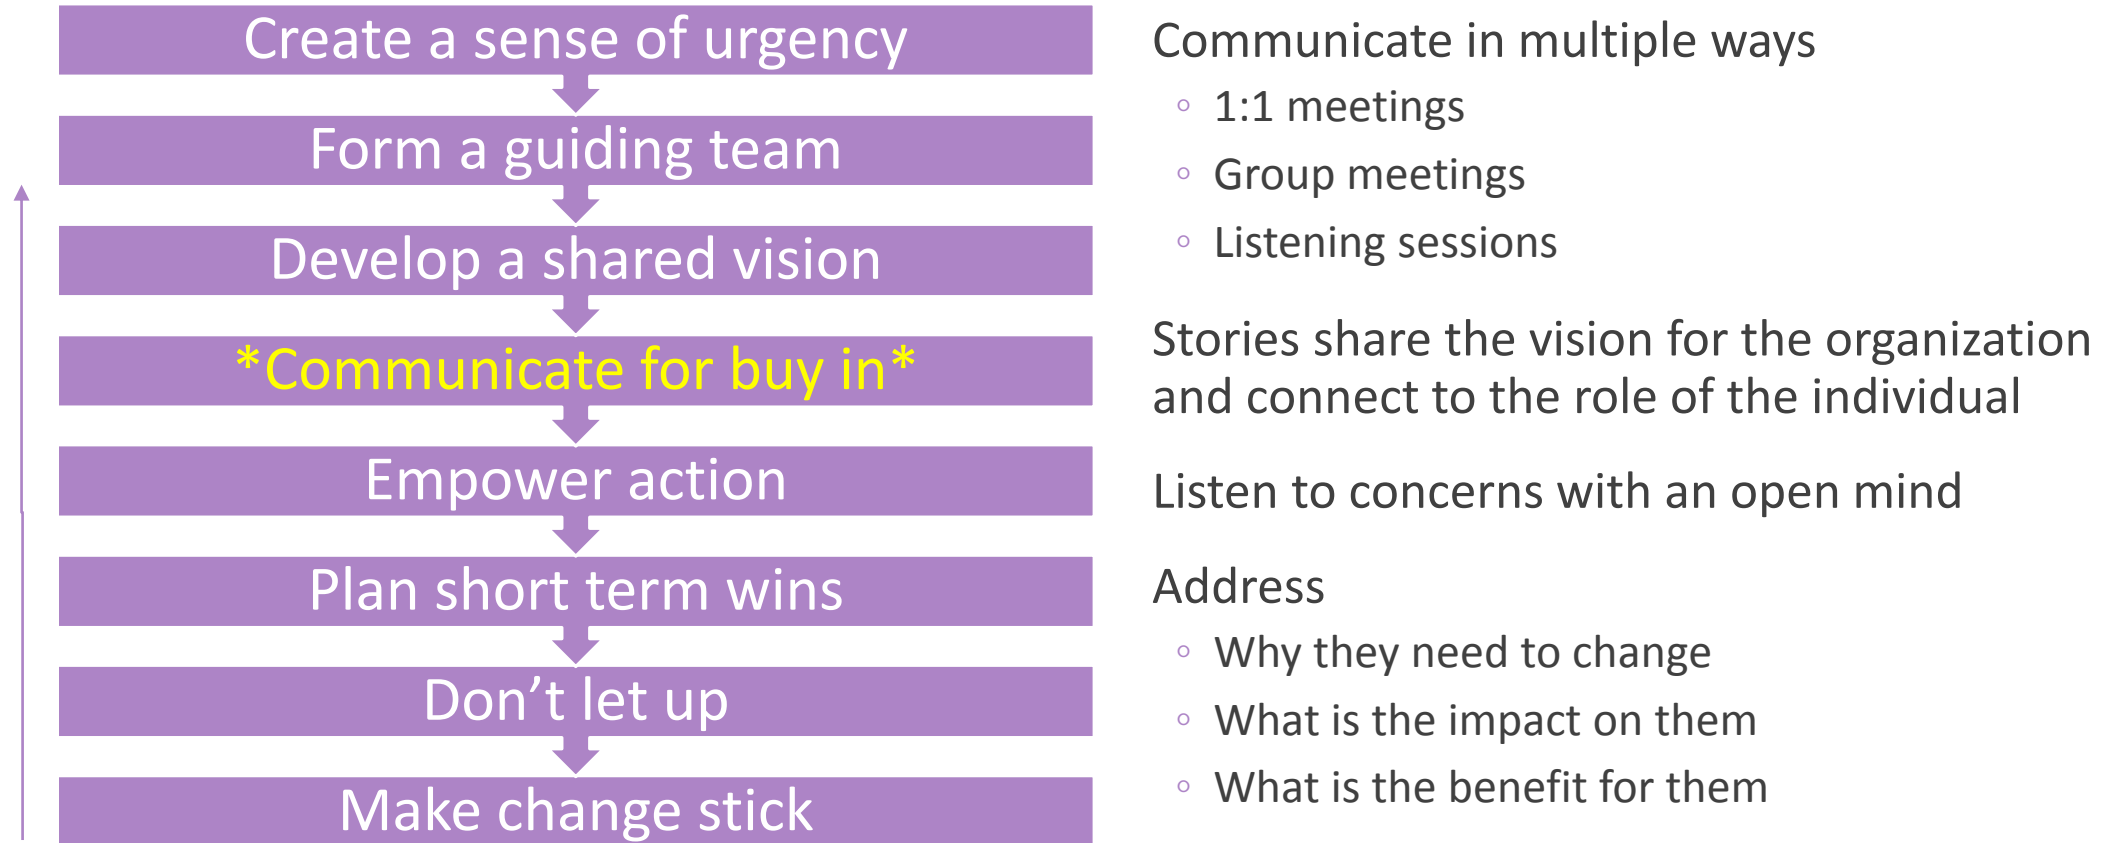 Create a sense of urgency
Form a guiding team
Develop a shared vision
*Communicate for buy in*
Empower action
Plan short term wins
Don’t let up
Make change stick
Communicate in multiple ways
◦ 1:1 meetings
◦ Group meetings
◦ Listening sessions
Stories share the vision for the organization
and connect to the role of the individual
Listen to concerns with an open mind
Address
◦ Why they need to change
◦ What is the impact on them
◦ What is the benefit for them